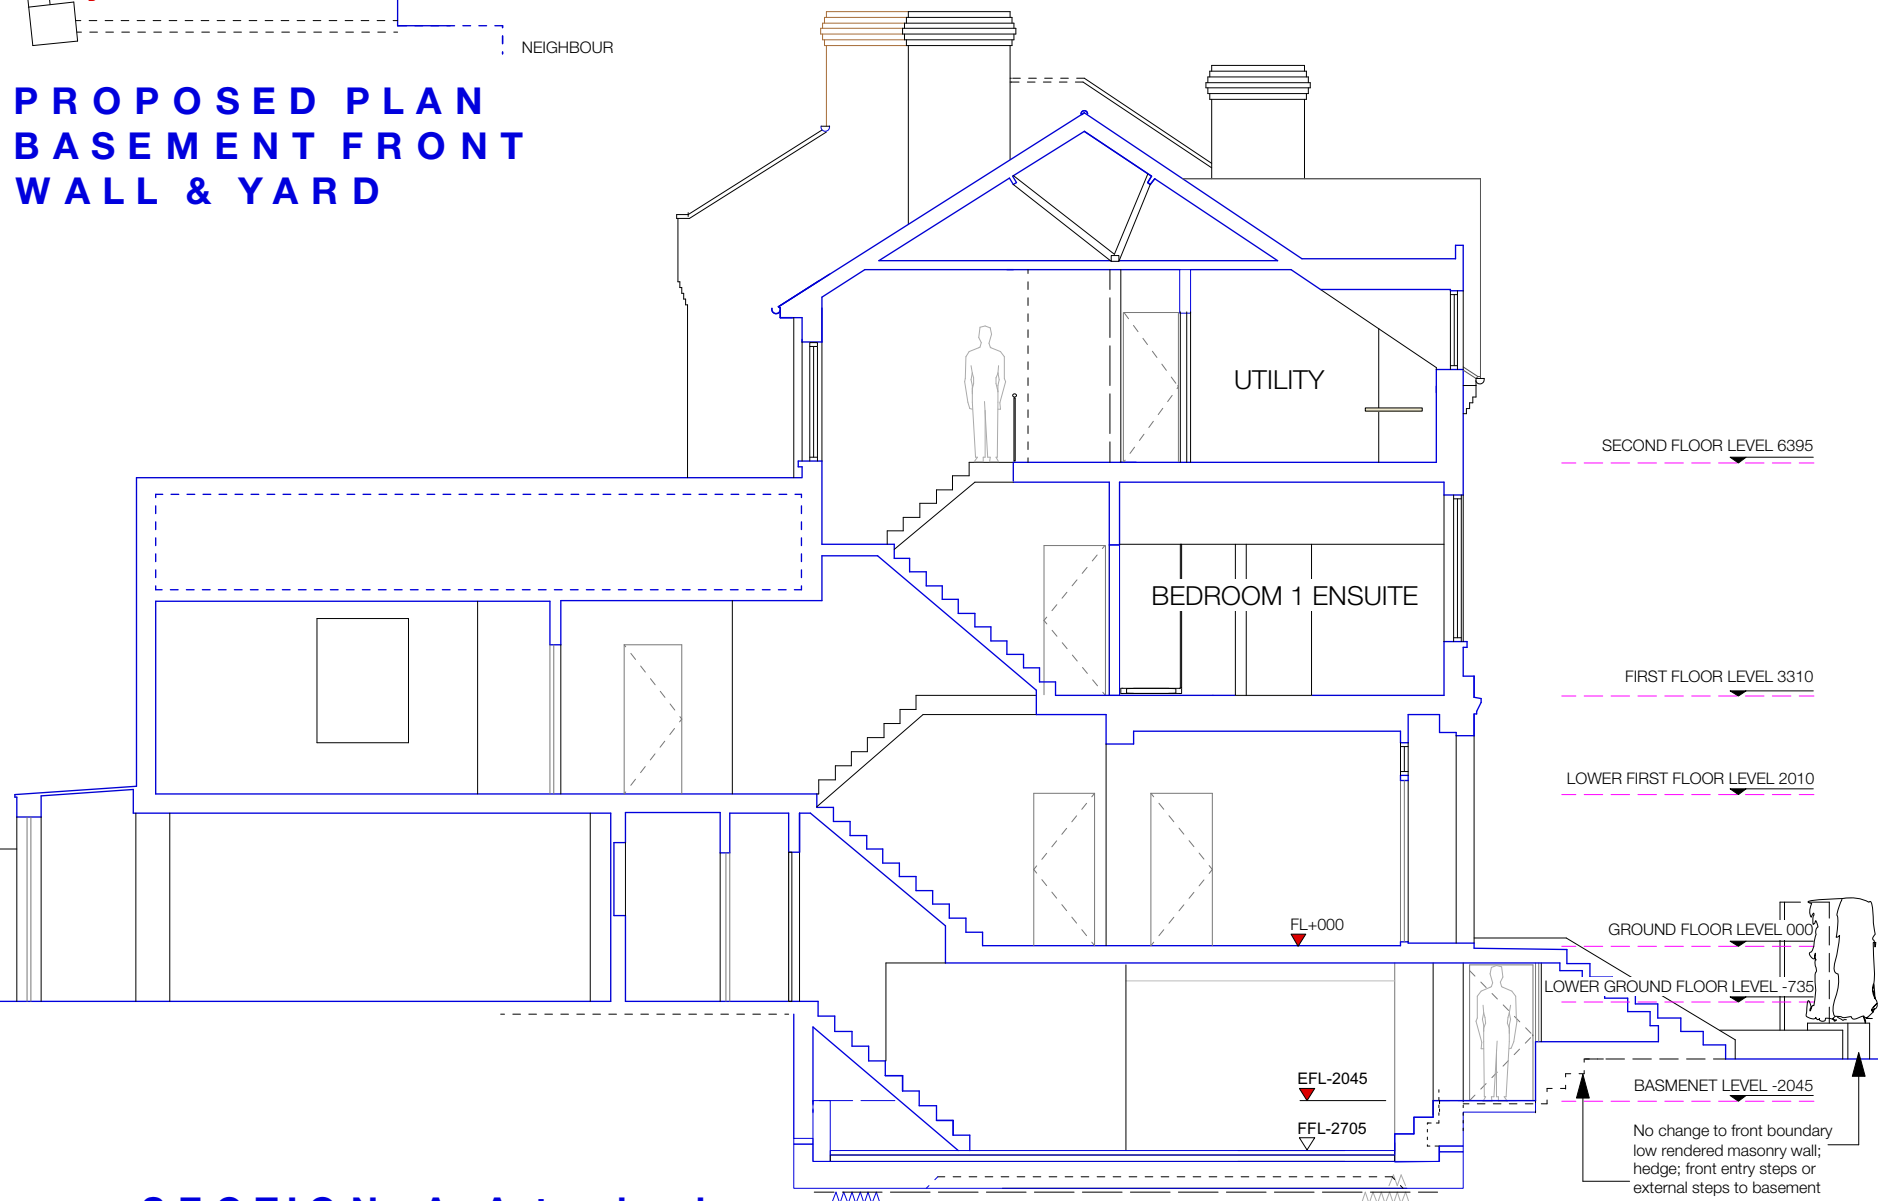 NEIGHBOUR
PROPOSED PLAN
BASEMENT FRONT
WALL & YARD
UTILITY
SECOND FLOOR LEVEL 6395
BEDROOM 1 ENSUITE
FIRST FLOOR LEVEL 3310
LOWER FIRST FLOOR LEVEL 2010
FL+000
GROUND FLOOR LEVEL 000
LOWER GROUND FLOOR LEVEL -735
EFL-2045
BASMENET LEVEL -2045
FFL-2705
No change to front boundary
low rendered masonry wall;
hedge; front entry steps or
external steps to basement